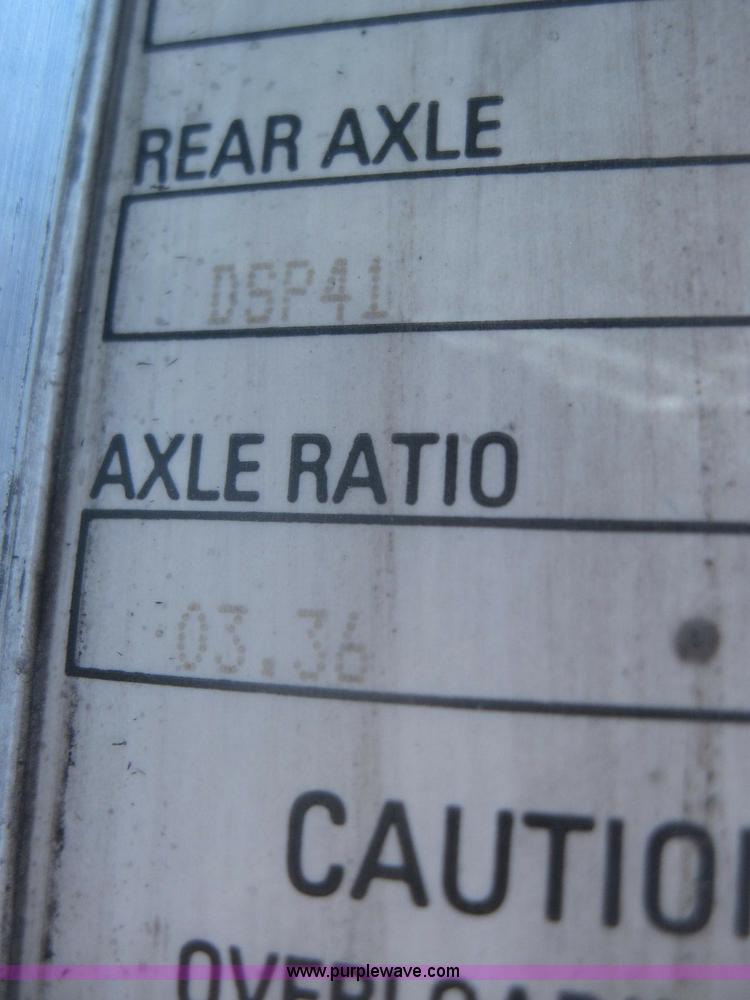 REAR AXLE
DSP41
AXLE RATIO
03.36
CAUTIO
www.purplewave.com